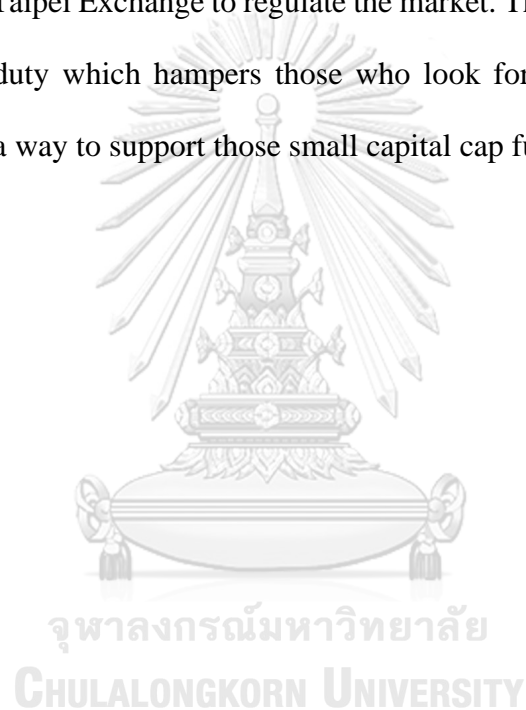 Taipei Exchange to regulate the market. T
duty which hampers those who look for
a way to support those small capital cap fu
จุฬาลงกรณ์มหาวิทยาลัย
CHULALONGKORN UNIVERSITY